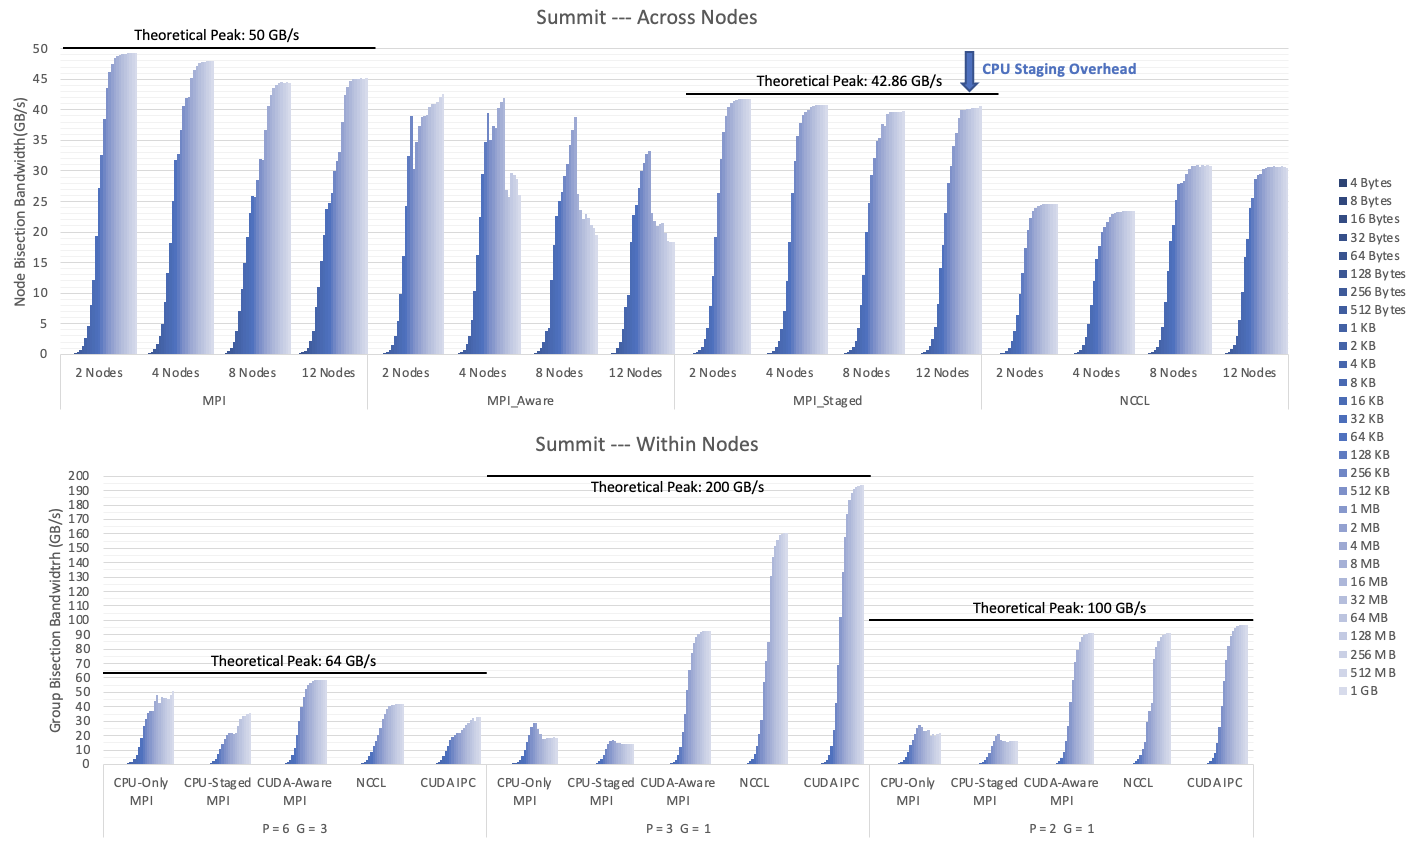 Summit --- Across Nodes
Theoretical Peak: 50 GB/s
Theoretical Peak: 42.86 GB/s
CPU Staging Overhead
Node Bisection Bandwidth(GB/s)
50
45
40
35
30
25
20
15
10
5
0
2 Nodes 4 Nodes 8 Nodes 12 Nodes 2 Nodes 4 Nodes 8 Nodes 12 Nodes 2 Nodes 4 Nodes 8 Nodes 12 Nodes 2 Nodes 4 Nodes 8 Nodes 12 Nodes
MPI MPI_Aware MPI_Staged NCCL
Summit --- Within Nodes
Theoretical Peak: 64 GB/s
Theoretical Peak: 200 GB/s
Theoretical Peak: 100 GB/s
Group Bisection Bandwidtrh (GB/s)
200
190
180
170
160
150
140
130
120
110
100
90
80
70
60
50
40
30
20
10
0
CPU-Only CPU-Staged CUDA-Aware NCCL CUDA IPC CPU-Only CPU-Staged CUDA-Aware NCCL CUDA IPC CPU-Only CPU-Staged CUDA-Aware NCCL CUDA IPC
MPI MPI MPI MPI MPI MPI MPI MPI MPI
P = 6 G = 3 P = 3 G = 1 P = 2 G = 1
4 Bytes
8 Bytes
16 Bytes
32 Bytes
64 Bytes
128 Bytes
256 Bytes
512 Bytes
1 KB
2 KB
4 KB
8 KB
16 KB
32 KB
64 KB
128 KB
256 KB
512 KB
1 MB
2 MB
4 MB
8 MB
16 MB
32 MB
64 MB
128 MB
256 MB
512 MB
1 GB